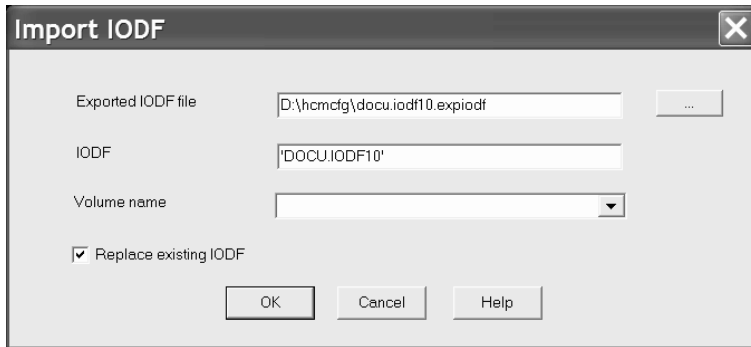 Import IODF
Exported IODF file D:\hcmcfg\docu.iodf10.expiodf ...
IODF 'DOCU.IODF10'
Volume name
Replace existing IODF
OK Cancel Help